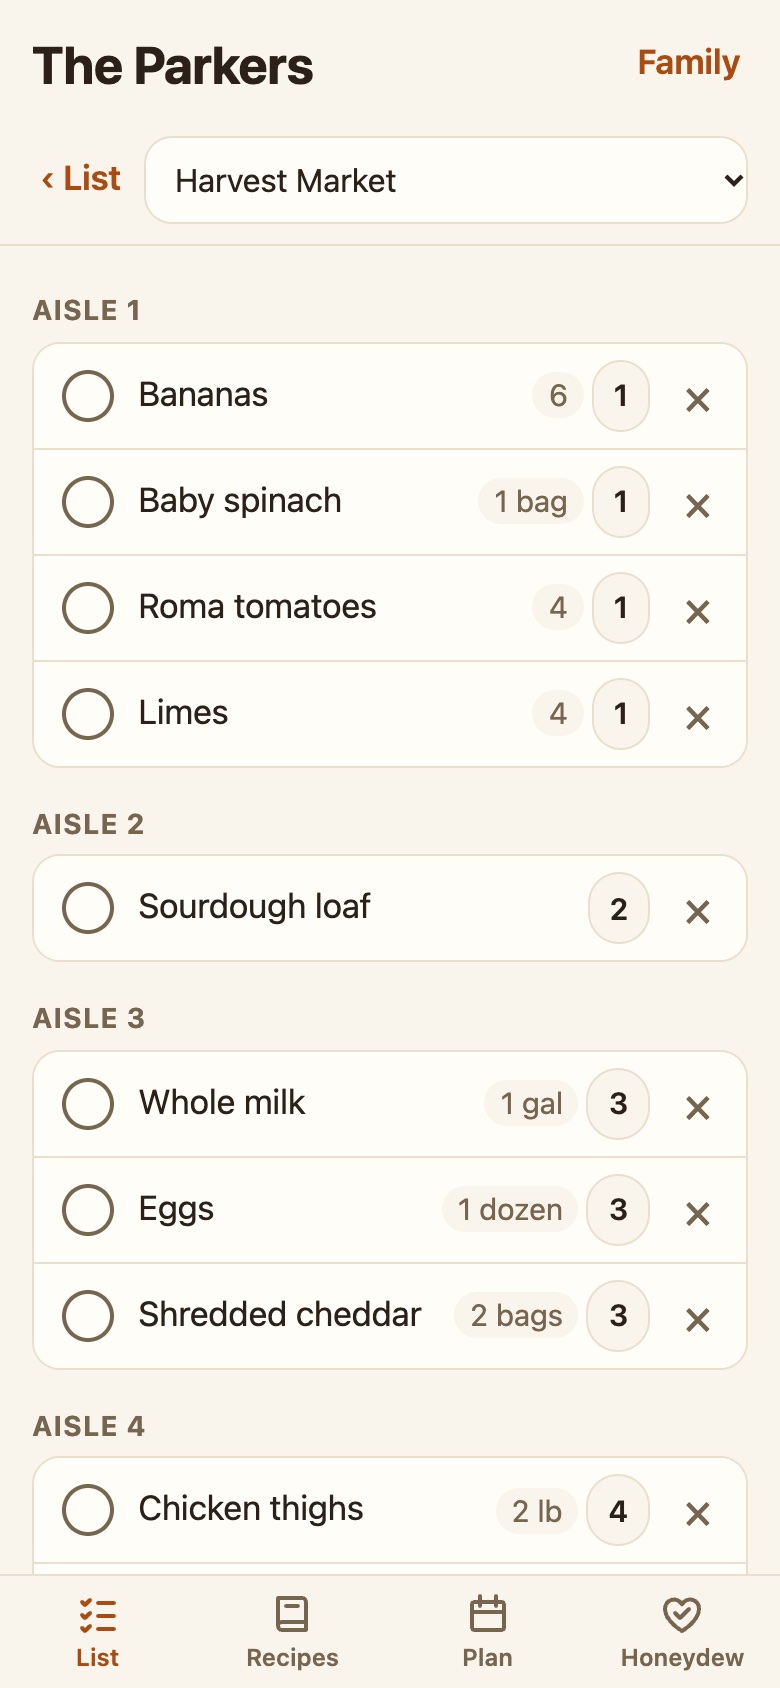 The Parkers Family
‹ List Harvest Market
AISLE 1
Bananas 6 1 ×
Baby spinach 1 bag 1 ×
Roma tomatoes 4 1 ×
Limes 4 1 ×
AISLE 2
Sourdough loaf 2 ×
AISLE 3
Whole milk 1 gal 3 ×
Eggs 1 dozen 3 ×
Shredded cheddar 2 bags 3 ×
AISLE 4
Chicken thighs 2 lb 4 ×
List Recipes Plan Honeydew